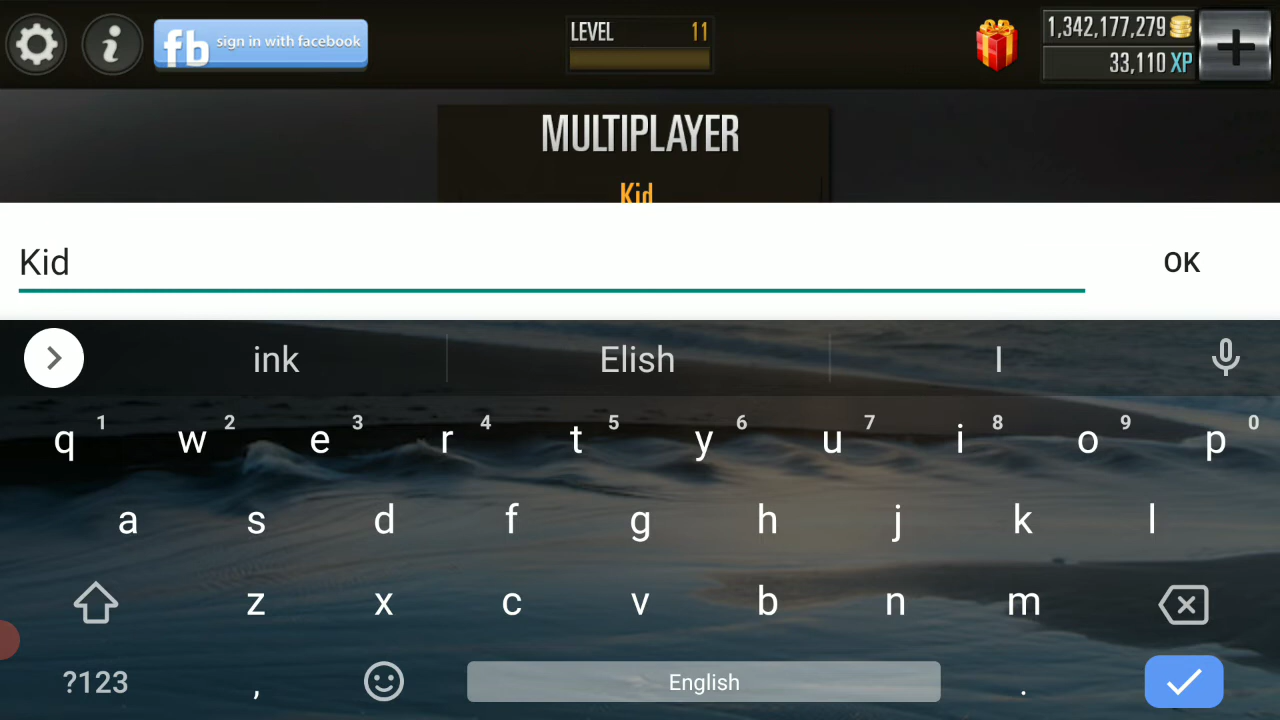 fb sign in with facebook
LEVEL 11
1,342,177,279
33,110 XP
MULTIPLAYER
Kid
Kid
OK
ink Elish I
q 1 w 2 e 3 r 4 t 5 y 6 u 7 i 8 o 9 p 0
a s d f g h j k l
z x c v b n m
?123 , English .